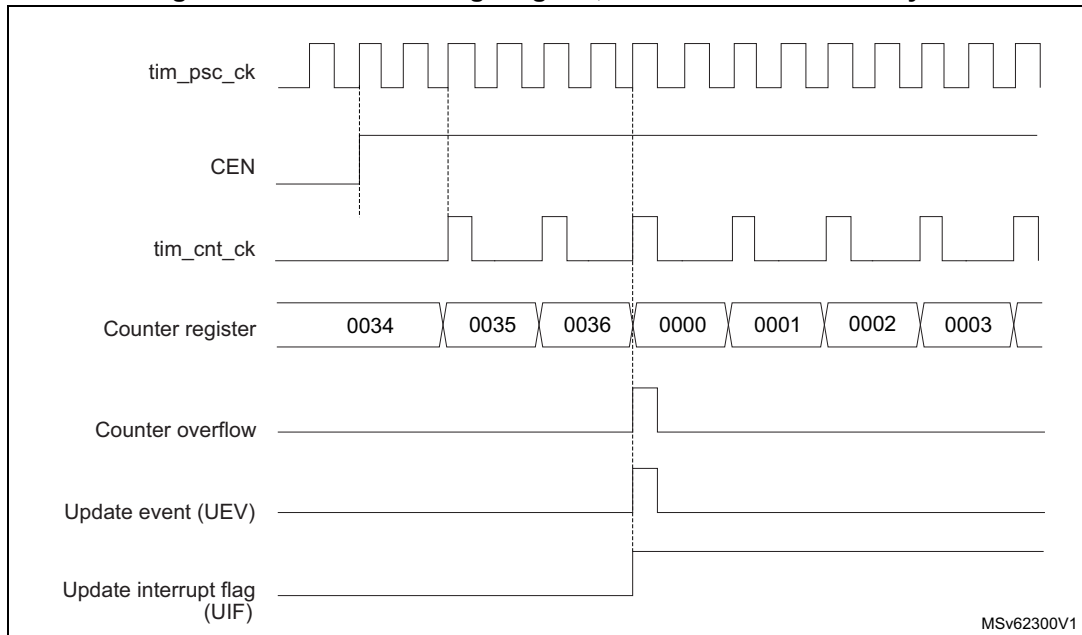 tim_psc_ck
CEN
tim_cnt_ck
Counter register 0034 0035 0036 0000 0001 0002 0003
Counter overflow
Update event (UEV)
Update interrupt flag
(UIF)
MSv62300V1